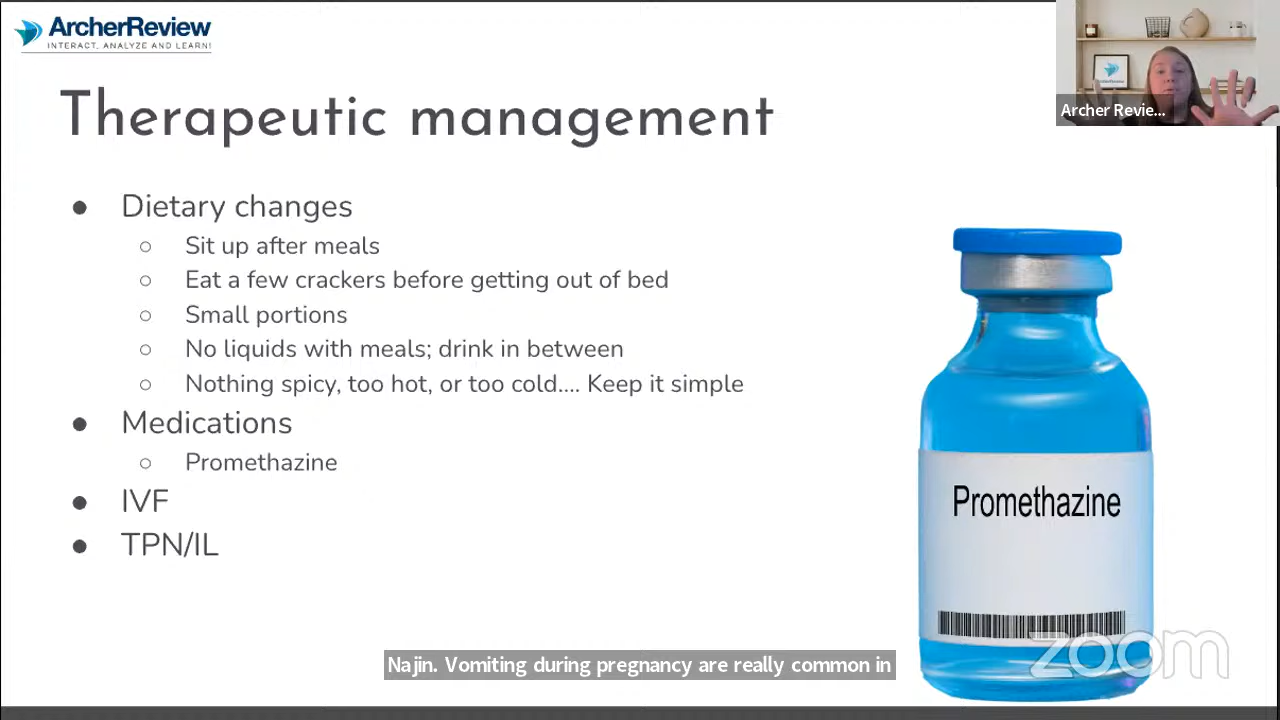 ArcherReview
INTERACT, ANALYZE AND LEARN!
Archer Revie...
Therapeutic management
Dietary changes
Sit up after meals
Eat a few crackers before getting out of bed
Small portions
No liquids with meals; drink in between
Nothing spicy, too hot, or too cold.... Keep it simple
Medications
Promethazine
IVF
TPN/IL
Promethazine
zoom
Najin. Vomiting during pregnancy are really common in